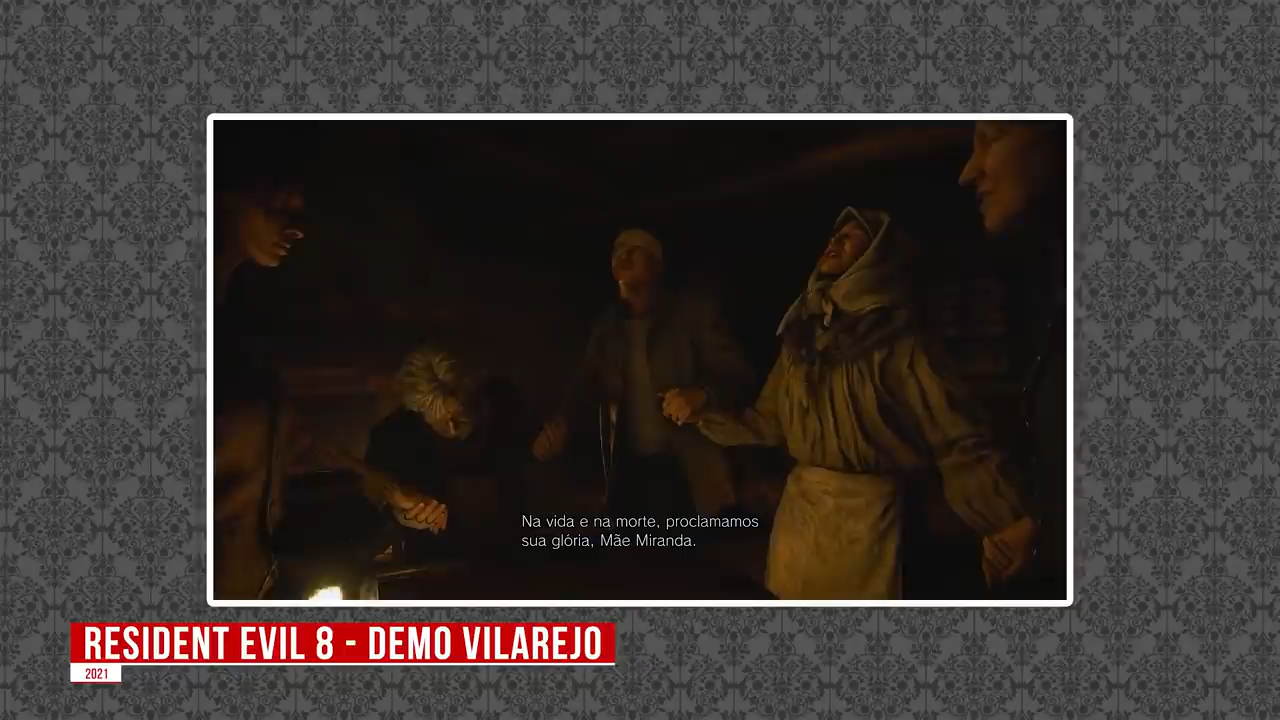 Na vida e na morte, proclamamos
sua glória, Mãe Miranda.
RESIDENT EVIL 8 - DEMO VILAREJO
2021